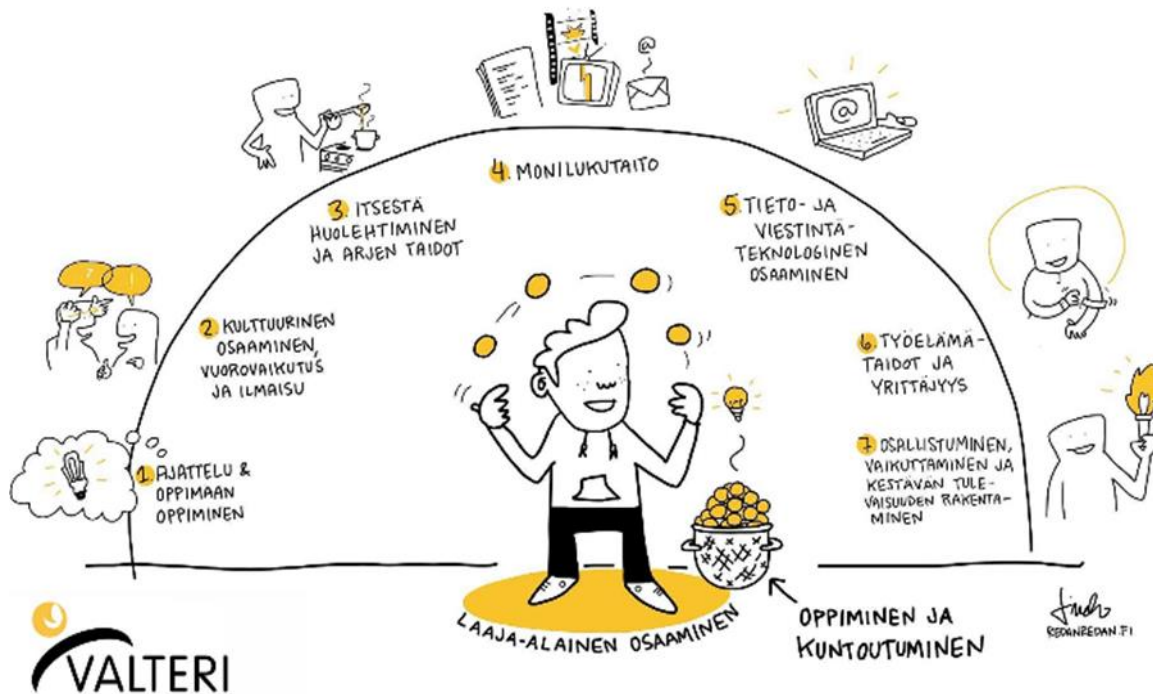 1. AJATTELU &
OPPIMAAN
OPPIMINEN
2. KULTTUURINEN
OSAAMINEN,
VUOROVAIKUTUS
JA ILMAISU
3. ITSESTÄ
HUOLEHTIMINEN
JA ARJEN TAIDOT
4. MONILUKUTAITO
@
@
5. TIETO- JA
VIESTINTÄ-
TEKNOLOGINEN
OSAAMINEN
6. TYÖELÄMÄ-
TAIDOT JA
YRITTÄJYYS
7. OSALLISTUMINEN,
VAIKUTTAMINEN JA
KESTÄVÄN TULE-
VAISUUDEN RAKENTA-
MINEN
LAAJA-ALAINEN OSAAMINEN
OPPIMINEN JA
KUNTOUTUMINEN
REDANREDAN.FI
VALTERI